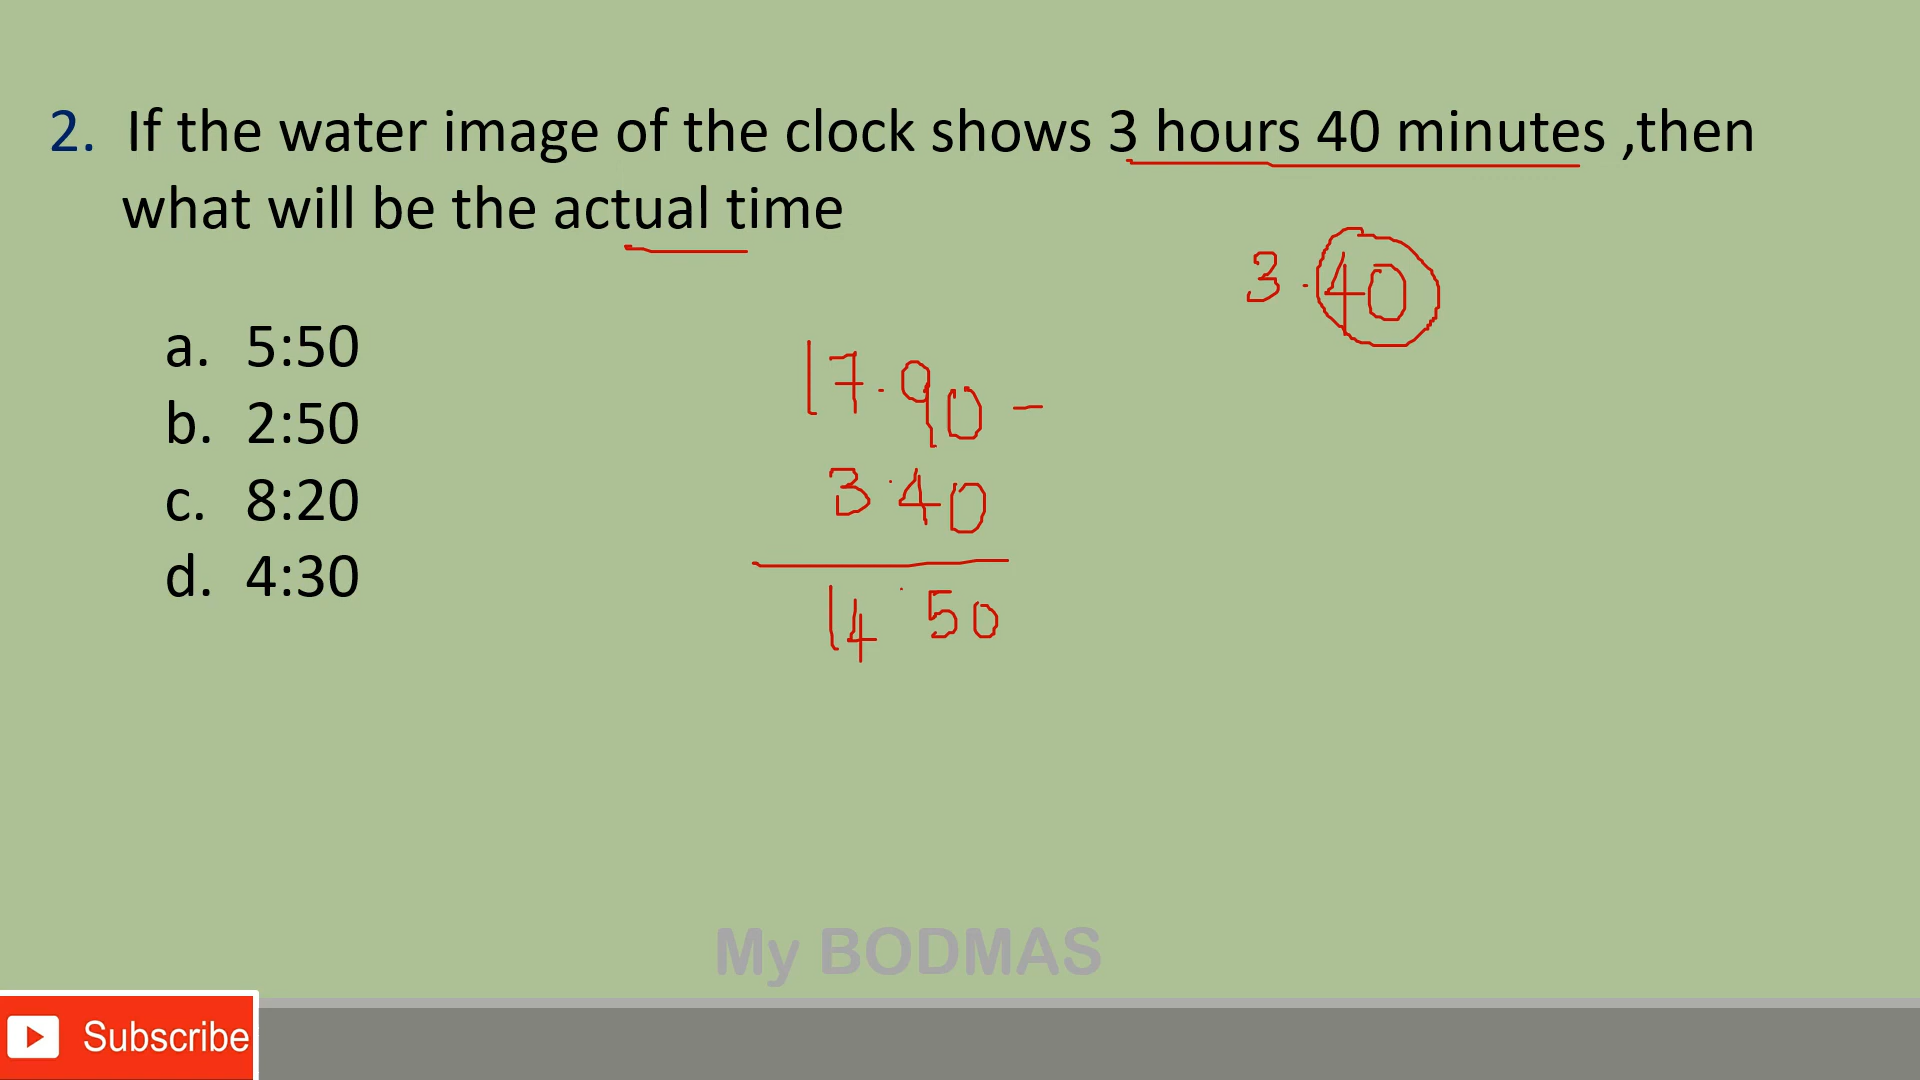 2. If the water image of the clock shows 3 hours 40 minutes ,then
what will be the actual time
3.40
a. 5:50
b. 2:50
c. 8:20
d. 4:30
17.90 -
3.40
14.50
My BODMAS
Subscribe